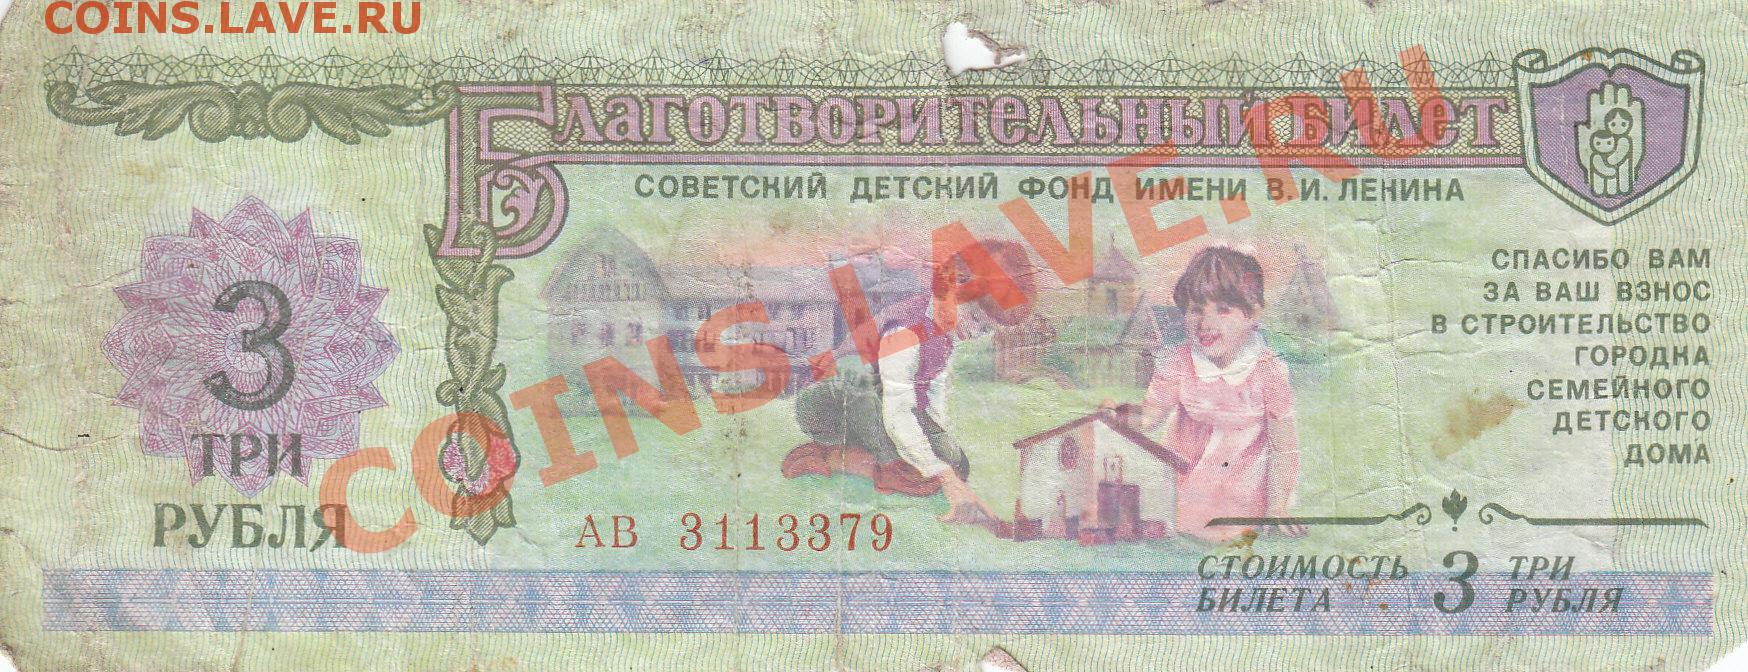 COINS.LAVE.RU
БЛАГОТВОРИТЕЛЬНЫЙ БИЛЕТ
СОВЕТСКИЙ ДЕТСКИЙ ФОНД ИМЕНИ В.И. ЛЕНИНА
СПАСИБО ВАМ
ЗА ВАШ ВЗНОС
В СТРОИТЕЛЬСТВО
ГОРОДКА
СЕМЕЙНОГО
ДЕТСКОГО
ДОМА
3
ТРИ
РУБЛЯ
АВ 3113379
СТОИМОСТЬ
БИЛЕТА
3
ТРИ
РУБЛЯ
COINS.LAVE.RU